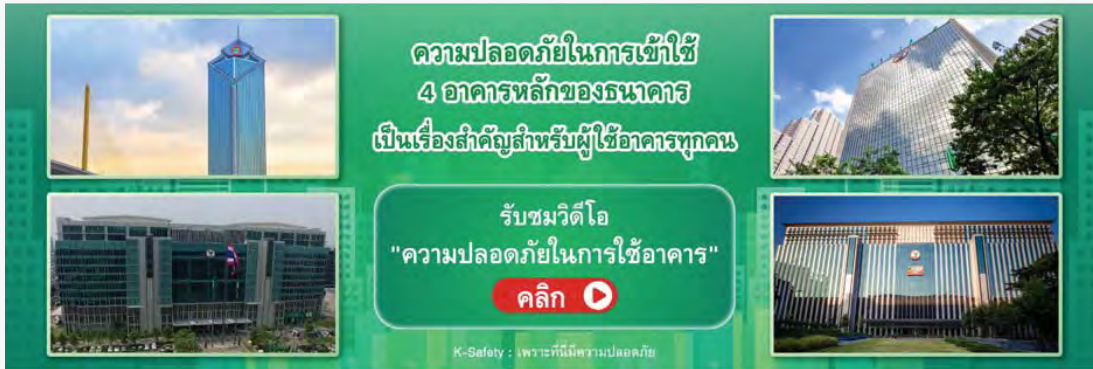 ความปลอดภัยในการเข้าใช้
4 อาคารหลักของธนาคาร
เป็นเรื่องสำคัญสำหรับผู้ใช้อาคารทุกคน
รับชมวิดีโอ
"ความปลอดภัยในการใช้อาคาร"
คลิก
K-Safety : เพราะที่นี่มีความปลอดภัย